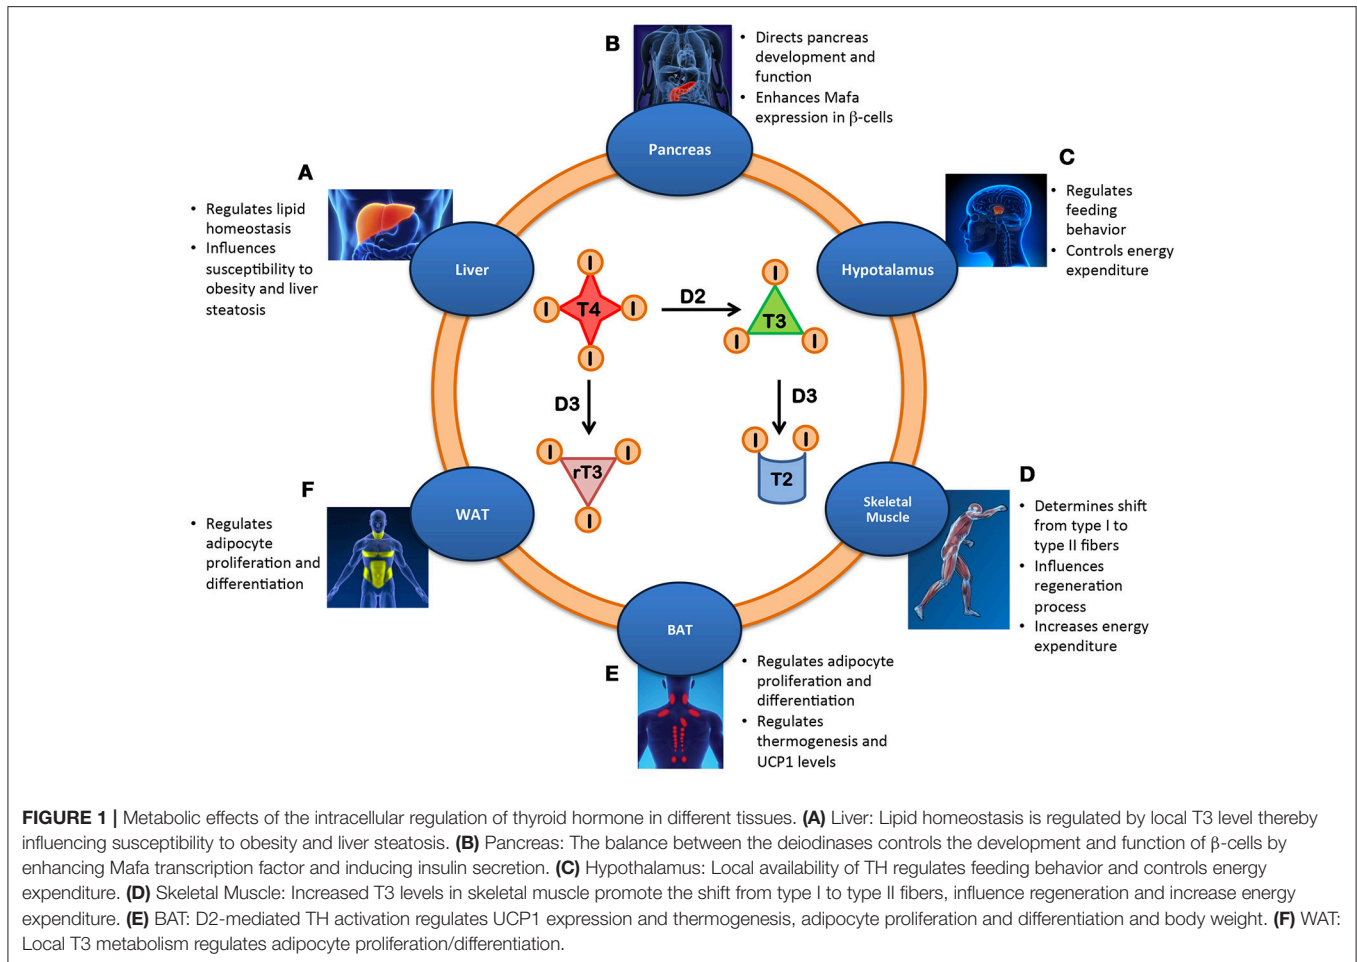 B
• Directs pancreas
development and
function
• Enhances Mafa
expression in β-cells
Pancreas
A
• Regulates lipid
homeostasis
• Influences
susceptibility to
obesity and liver
steatosis
Liver
C
• Regulates
feeding
behavior
• Controls energy
expenditure
Hypotalamus
I
I T4 I
I
D2
I
T3
I I
D3
I I
rT3
I
D3
I I
T2
F
• Regulates
adipocyte
proliferation and
differentiation
WAT
D
• Determines shift
from type I to
type II fibers
• Influences
regeneration
process
• Increases energy
expenditure
Skeletal
Muscle
BAT
E
• Regulates adipocyte
proliferation and
differentiation
• Regulates
thermogenesis and
UCP1 levels
FIGURE 1 | Metabolic effects of the intracellular regulation of thyroid hormone in different tissues. (A) Liver: Lipid homeostasis is regulated by local T3 level thereby
influencing susceptibility to obesity and liver steatosis. (B) Pancreas: The balance between the deiodinases controls the development and function of β-cells by
enhancing Mafa transcription factor and inducing insulin secretion. (C) Hypothalamus: Local availability of TH regulates feeding behavior and controls energy
expenditure. (D) Skeletal Muscle: Increased T3 levels in skeletal muscle promote the shift from type I to type II fibers, influence regeneration and increase energy
expenditure. (E) BAT: D2-mediated TH activation regulates UCP1 expression and thermogenesis, adipocyte proliferation and differentiation and body weight. (F) WAT:
Local T3 metabolism regulates adipocyte proliferation/differentiation.